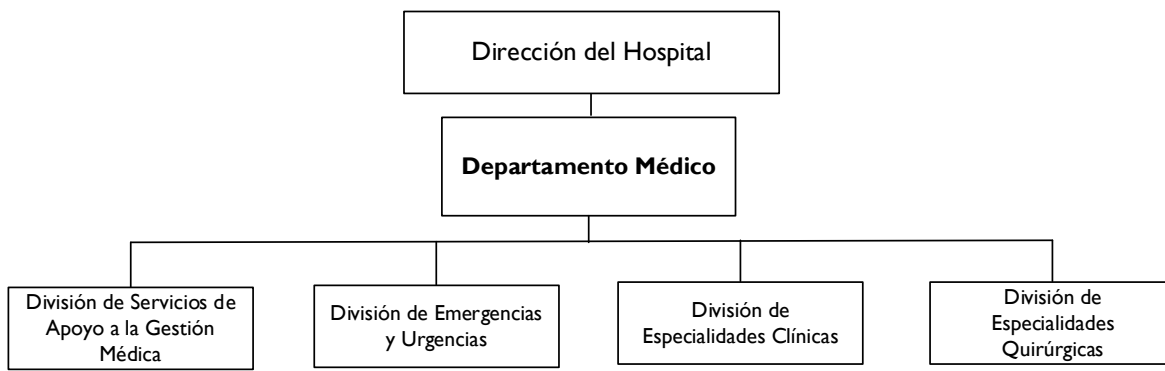 Dirección del Hospital
Departamento Médico
División de Servicios de
Apoyo a la Gestión
Médica
División de Emergencias
y Urgencias
División de
Especialidades Clínicas
División de
Especialidades
Quirúrgicas